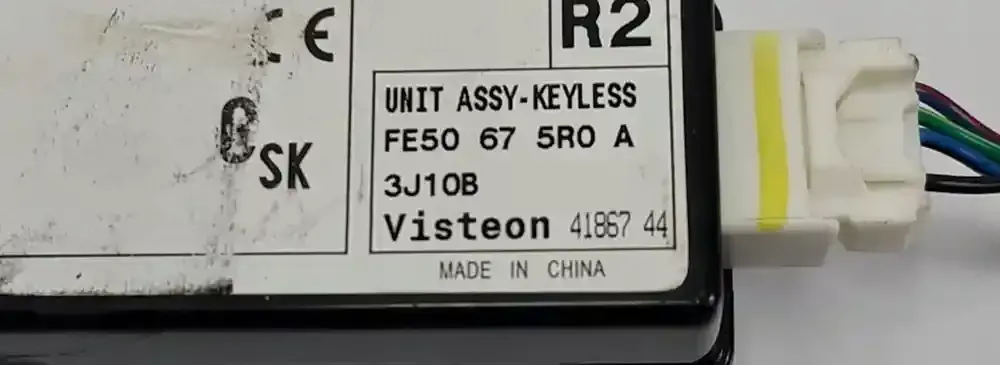 CE
R2
SK
UNIT ASSY-KEYLESS
FE50 67 5R0 A
3J10B
Visteon 41867 44
MADE IN CHINA